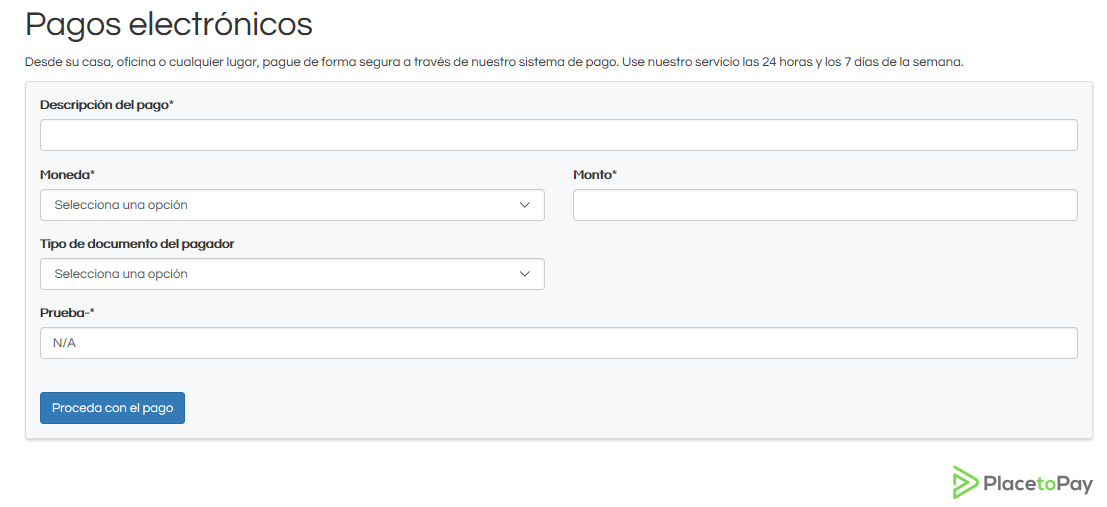 Pagos electrónicos
Desde su casa, oficina o cualquier lugar, pague de forma segura a través de nuestro sistema de pago. Use nuestro servicio las 24 horas y los 7 días de la semana.
Descripción del pago*
Moneda*
Monto*
Selecciona una opción
Tipo de documento del pagador
Selecciona una opción
Prueba-*
N/A
Proceda con el pago
PlacetoPay